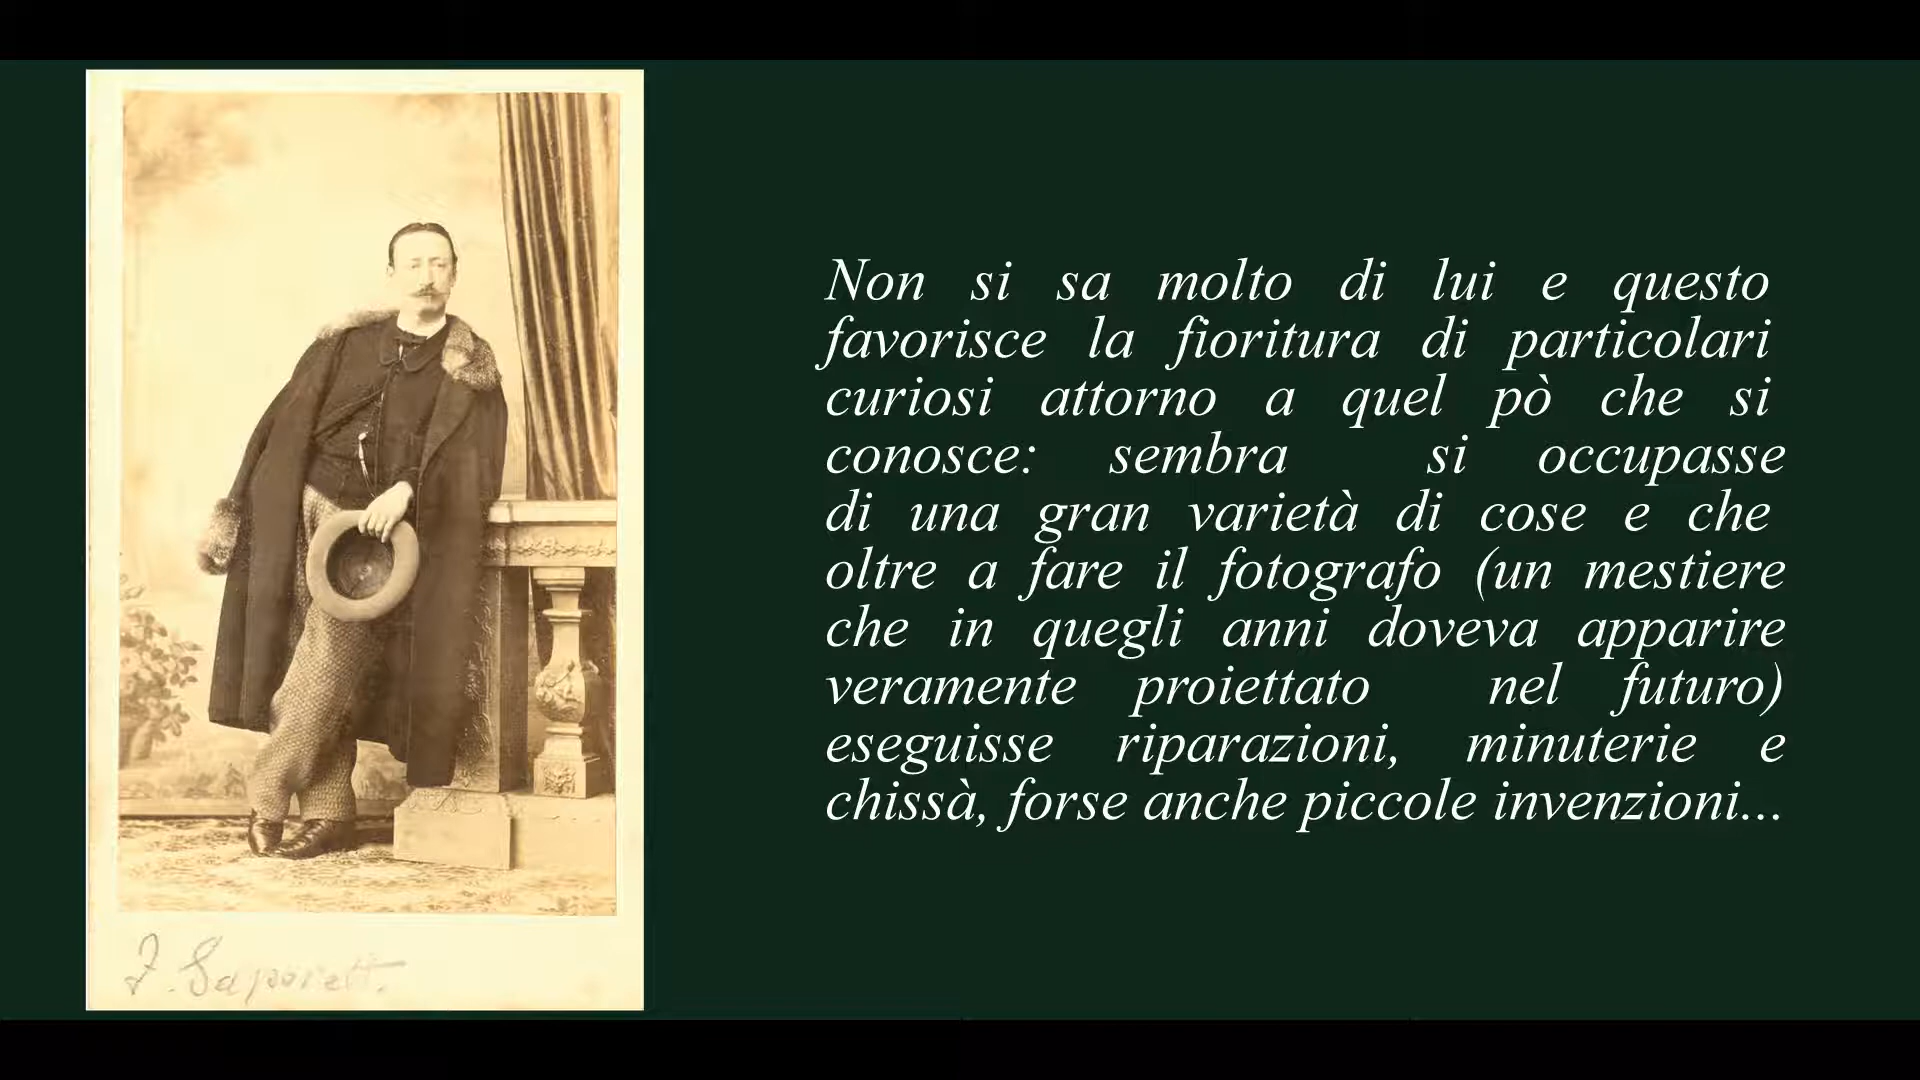 Non si sa molto di lui e questo
favorisce la fioritura di particolari
curiosi attorno a quel pò che si
conosce: sembra si occupasse
di una gran varietà di cose e che
oltre a fare il fotografo (un mestiere
che in quegli anni doveva apparire
veramente proiettato nel futuro)
eseguisse riparazioni, minuterie e
chissà, forse anche piccole invenzioni...